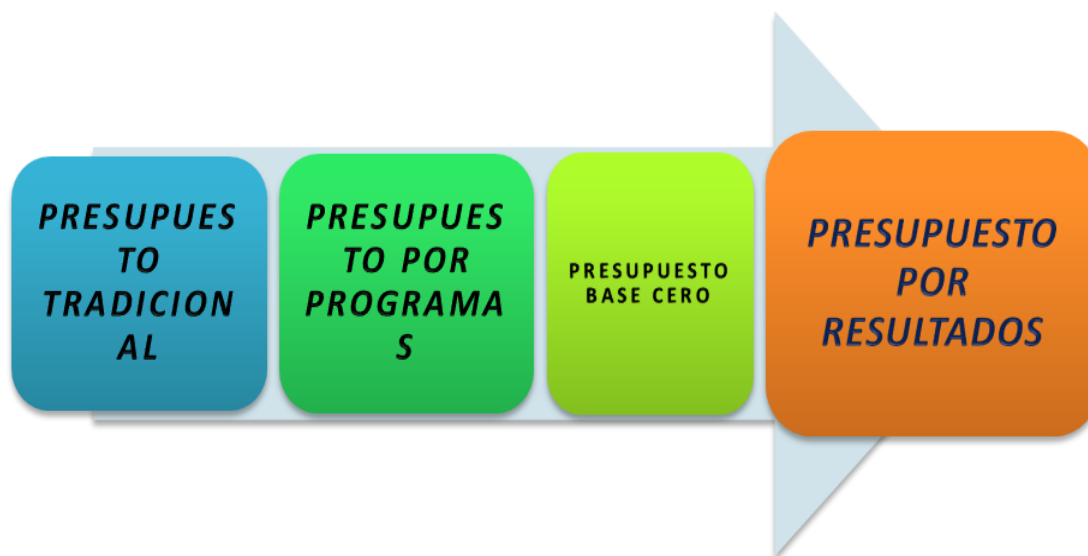 PRESUPUES
TO
TRADICION
AL
PRESUPUES
TO POR
PROGRAMA
S
PRESUPUESTO
BASE CERO
PRESUPUESTO
POR
RESULTADOS